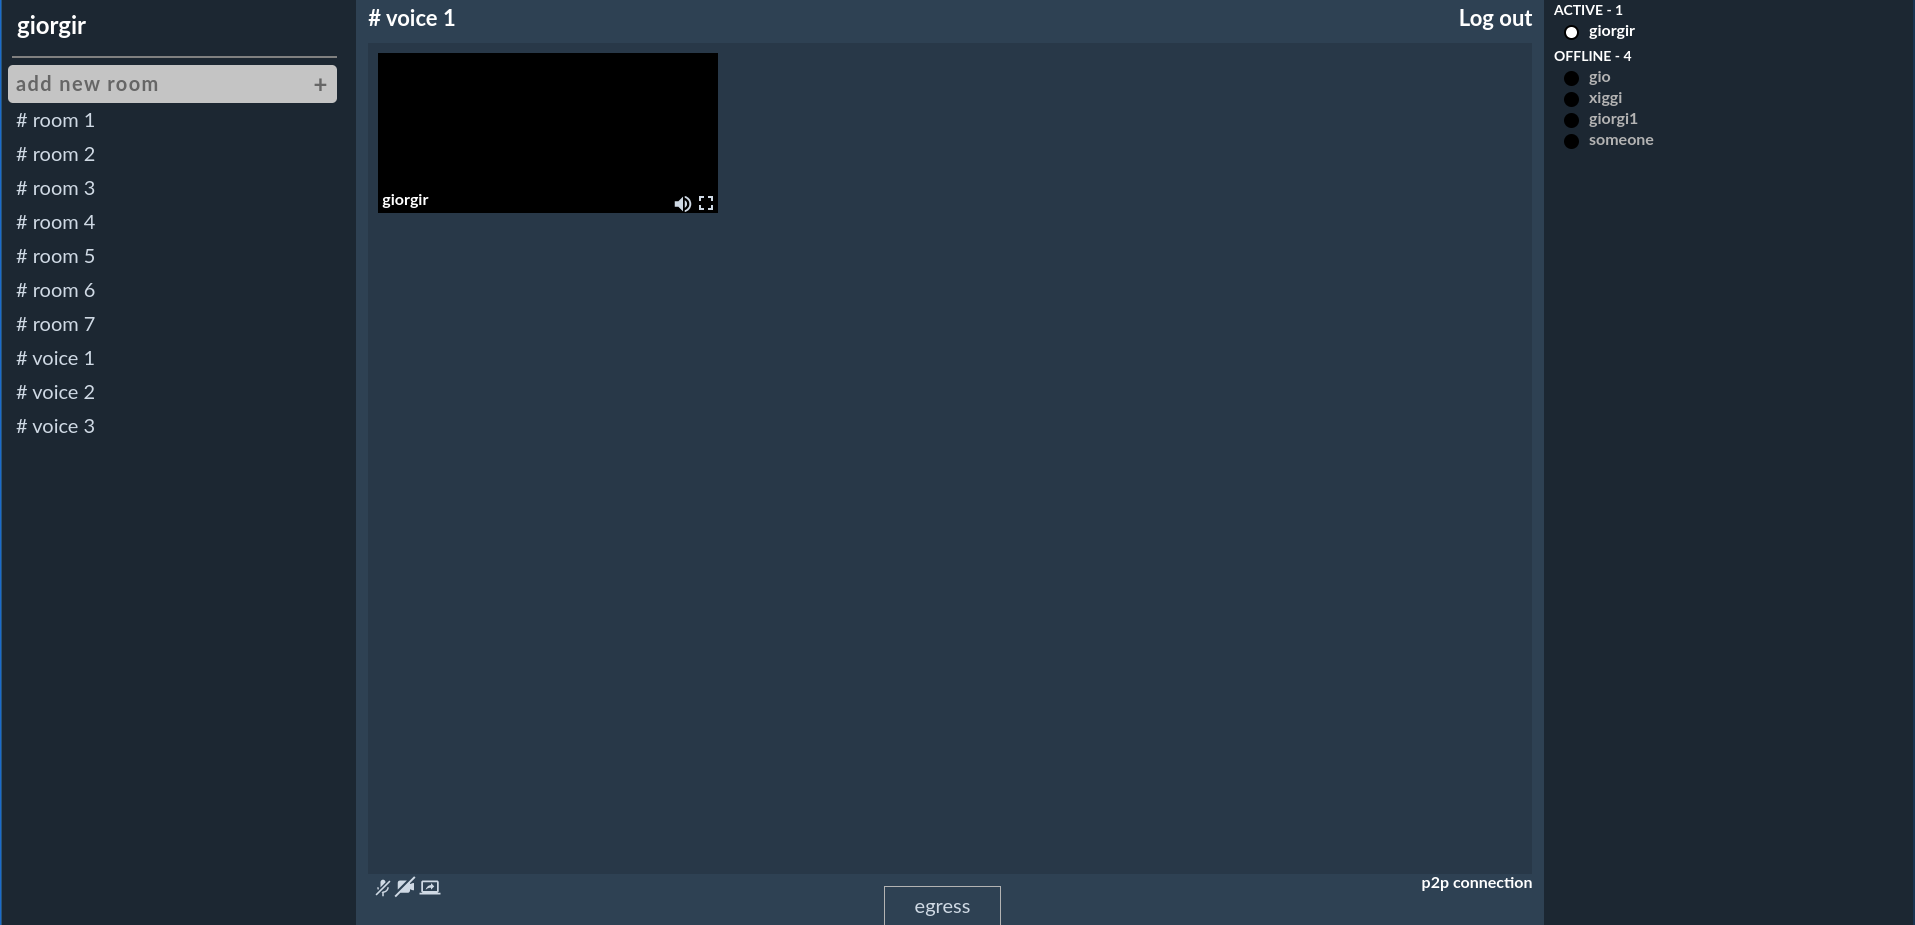 giorgir
add new room +
# room 1
# room 2
# room 3
# room 4
# room 5
# room 6
# room 7
# voice 1
# voice 2
# voice 3
# voice 1
Log out
giorgir
p2p connection
egress
ACTIVE - 1
giorgir
OFFLINE - 4
gio
xiggi
giorgi1
someone